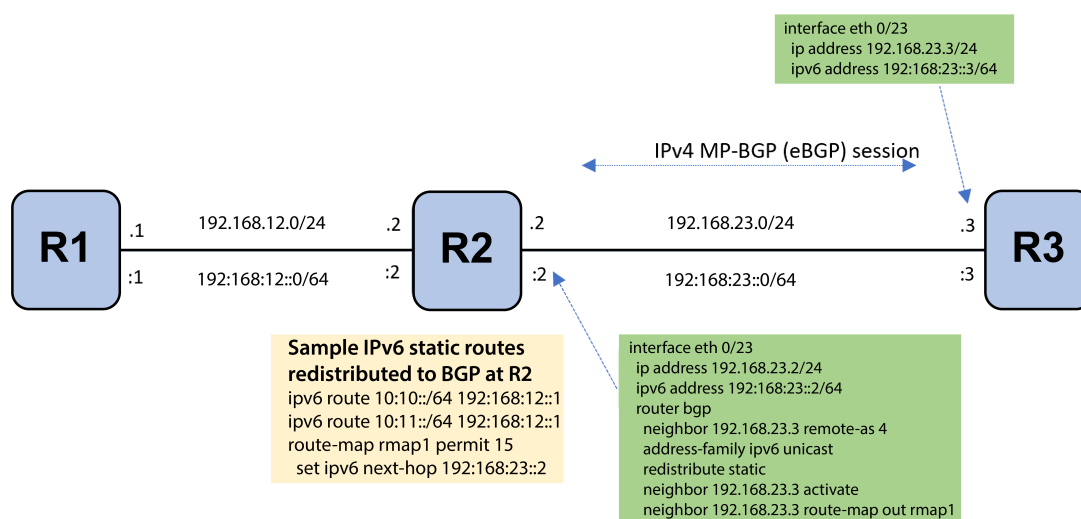 interface eth 0/23
ip address 192.168.23.3/24
ipv6 address 192:168:23::3/64
IPv4 MP-BGP (eBGP) session
R1
.1
192.168.12.0/24
.2
R2
.2
192.168.23.0/24
.3
R3
:1
192:168:12::0/64
:2
:2
192:168:23::0/64
:3
Sample IPv6 static routes
redistributed to BGP at R2
ipv6 route 10:10::/64 192:168:12::1
ipv6 route 10:11::/64 192:168:12::1
route-map rmap1 permit 15
set ipv6 next-hop 192:168:23::2
interface eth 0/23
ip address 192.168.23.2/24
ipv6 address 192:168:23::2/64
router bgp
neighbor 192.168.23.3 remote-as 4
address-family ipv6 unicast
redistribute static
neighbor 192.168.23.3 activate
neighbor 192.168.23.3 route-map out rmap1